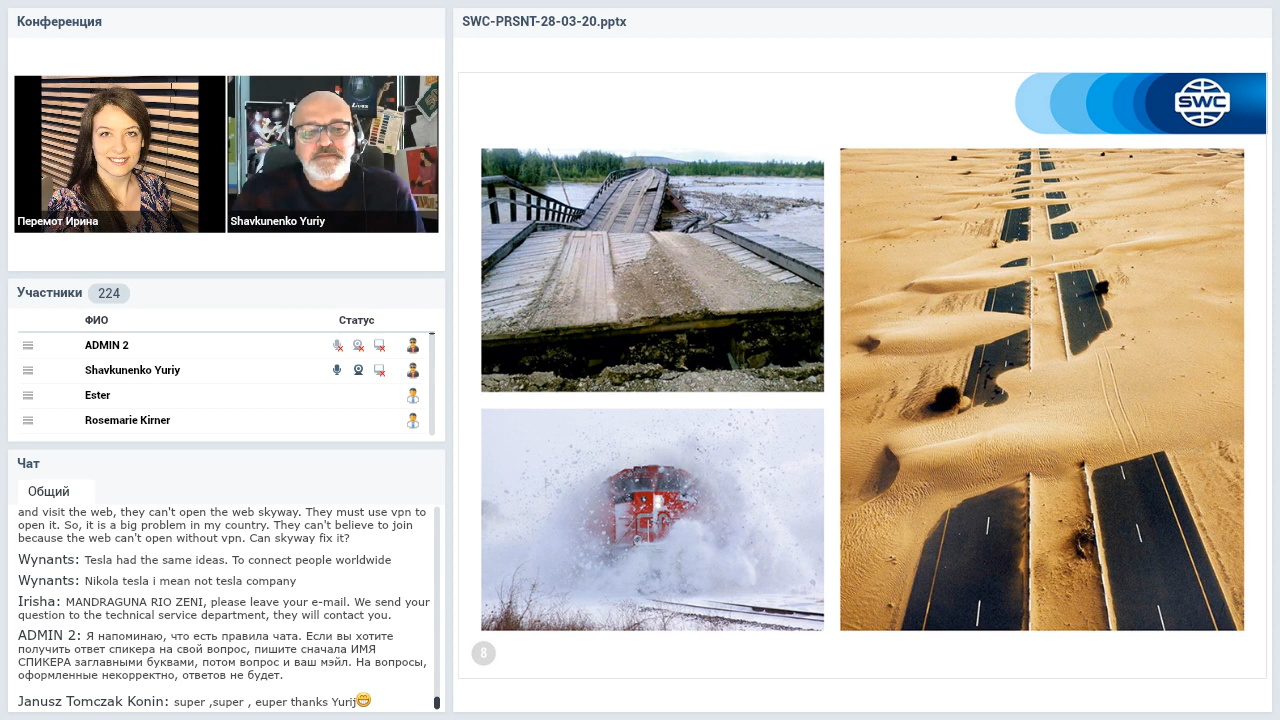 Конференция
Перемот Ирина
Shavkunenko Yuriy
Участники 224
ФИО Статус
ADMIN 2
Shavkunenko Yuriy
Ester
Rosemarie Kirner
Чат
Общий
and visit the web, they can't open the web skyway. They must use vpn to
open it. So, it is a big problem in my country. They can't believe to join
because the web can't open without vpn. Can skyway fix it?
Wynants: Tesla had the same ideas. To connect people worldwide
Wynants: Nikola tesla i mean not tesla company
Irisha: MANDRAGUNA RIO ZENI, please leave your e-mail. We send your
question to the technical service department, they will contact you.
ADMIN 2: Я напоминаю, что есть правила чата. Если вы хотите
получить ответ спикера на свой вопрос, пишите сначала ИМЯ
СПИКЕРА заглавными буквами, потом вопрос и ваш мэйл. На вопросы,
оформленные некорректно, ответов не будет.
Janusz Tomczak Konin: super ,super , euper thanks Yurij
SWC-PRSNT-28-03-20.pptx
SWC
8